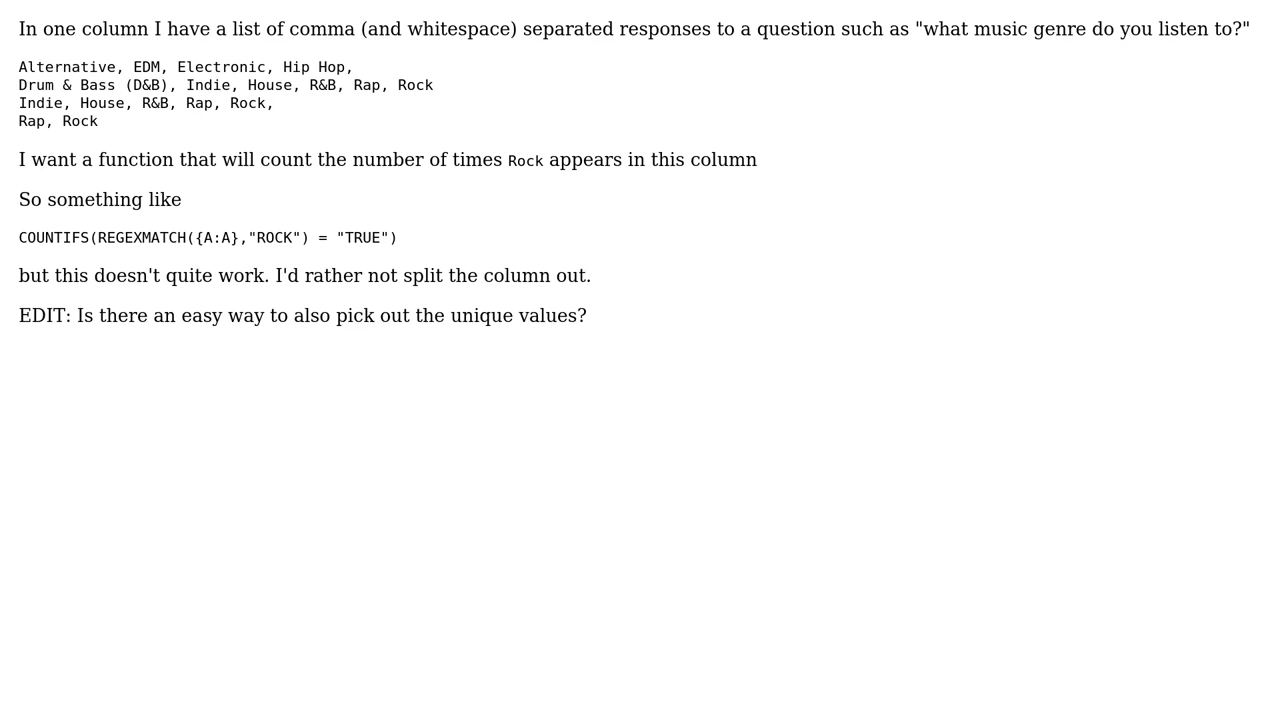 In one column I have a list of comma (and whitespace) separated responses to a question such as "what music genre do you listen to?"
Alternative, EDM, Electronic, Hip Hop,
Drum & Bass (D&B), Indie, House, R&B, Rap, Rock
Indie, House, R&B, Rap, Rock,
Rap, Rock
I want a function that will count the number of times Rock appears in this column
So something like
COUNTIFS(REGEXMATCH({A:A},"ROCK") = "TRUE")
but this doesn't quite work. I'd rather not split the column out.
EDIT: Is there an easy way to also pick out the unique values?